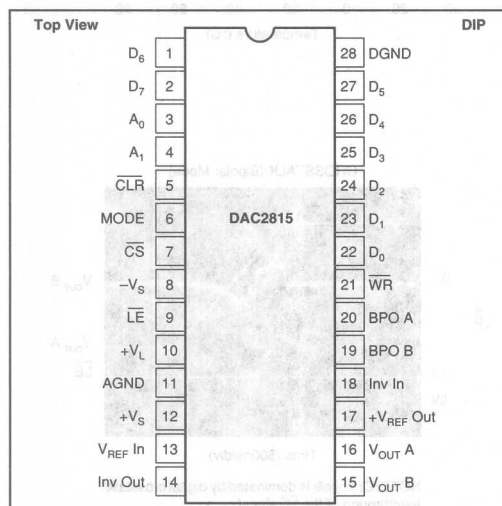 Top View DIP
D6 1 28 DGND
D7 2 27 D5
A0 3 26 D4
A1 4 25 D3
CLR 5 24 D2
MODE 6 DAC2815 23 D1
CS 7 22 D0
–VS 8 21 WR
LE 9 20 BPO A
+VL 10 19 BPO B
AGND 11 18 Inv In
+VS 12 17 +VREF Out
VREF In 13 16 VOUT A
Inv Out 14 15 VOUT B